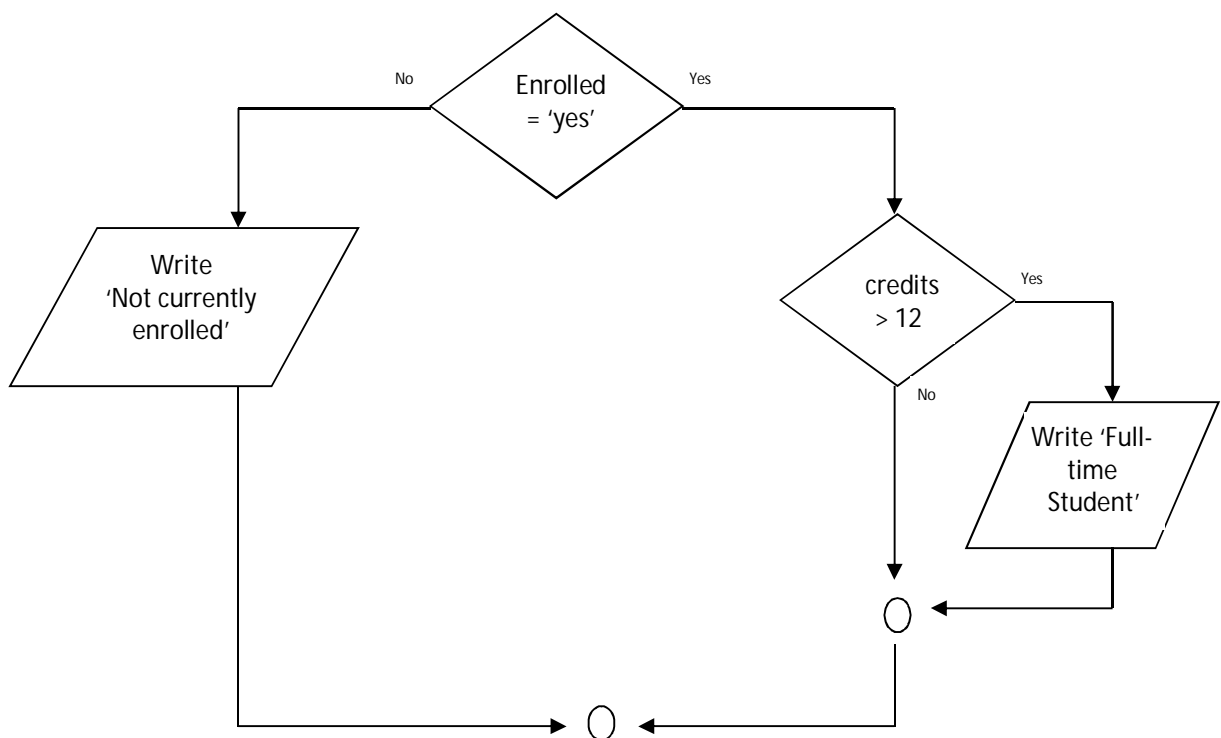 No
Enrolled
= ‘yes’
Yes
Write
‘Not currently
enrolled’
credits
> 12
Yes
No
Write ‘Full-
time
Student’